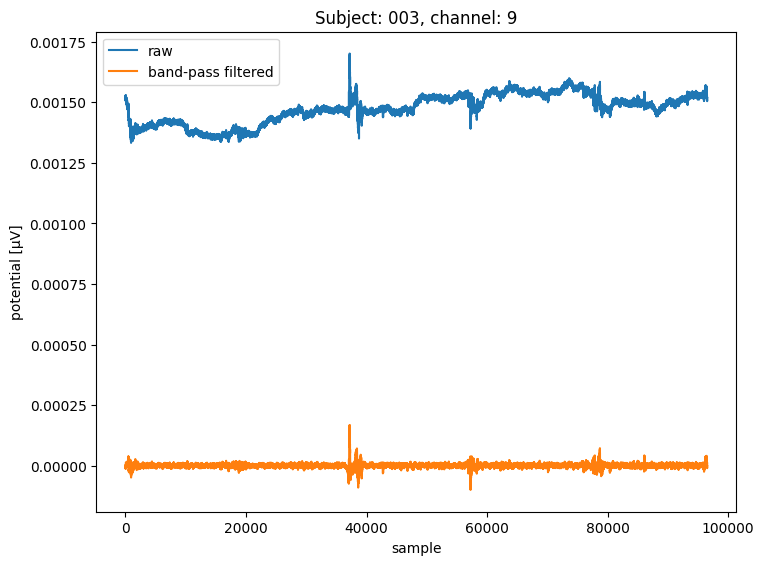 Subject: 003, channel: 9
raw
band-pass filtered
0.00175
0.00150
0.00125
0.00100
0.00075
0.00050
0.00025
0.00000
potential [µV]
0
20000
40000
60000
80000
100000
sample